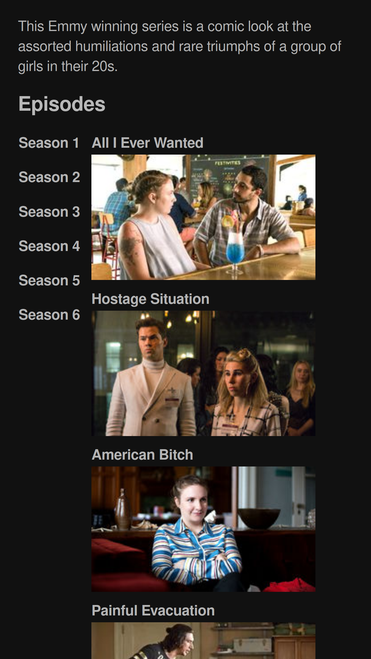 This Emmy winning series is a comic look at the
assorted humiliations and rare triumphs of a group of
girls in their 20s.
Episodes
Season 1
Season 2
Season 3
Season 4
Season 5
Season 6
All I Ever Wanted
FESTIVITIES
Hostage Situation
American Bitch
Painful Evacuation